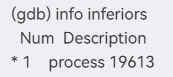 (gdb) info inferiors
Num  Description
* 1    process 19613